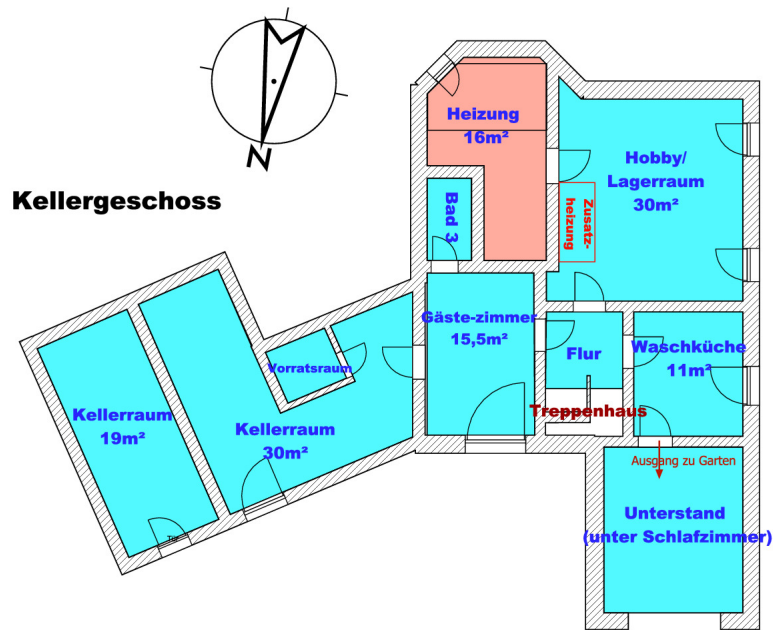 N
Kellergeschoss
Heizung
16m²
Hobby/
Lagerraum
30m²
Zusatz-
heizung
Bad 3
Gäste-zimmer
15,5m²
Flur
Waschküche
11m²
Vorratsraum
Kellerraum
19m²
Kellerraum
30m²
Treppenhaus
Ausgang zu Garten
Unterstand
(unter Schlafzimmer)
Tür